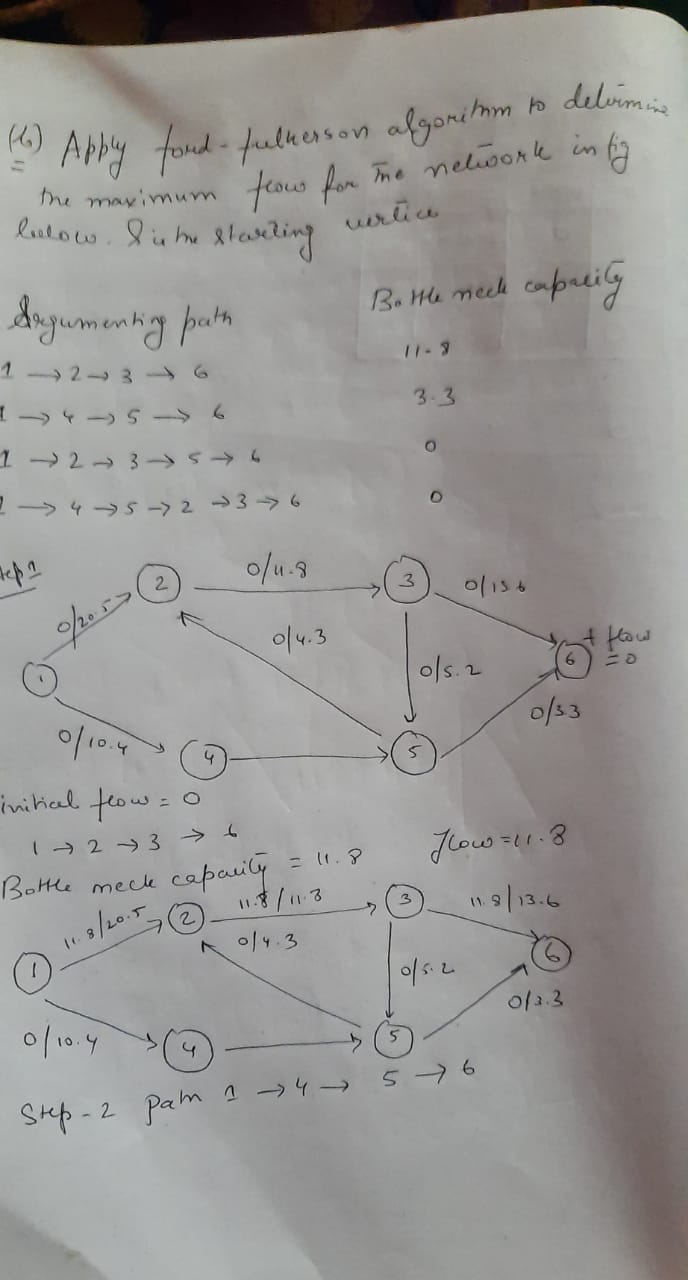 (16) Apply ford-fulkerson algorithm to determine
the maximum flow for the network in fig
below. S is the starting vertice
Argumenting path Bottle neck capacity
1 → 2 → 3 → 6 11.8
1 → 4 → 5 → 6 3.3
1 → 2 → 3 → 5 → 6 0
1 → 4 → 5 → 2 → 3 → 6 0
step 1
2 0/11.8 3 0/13.6
0/20.5 0/4.3 0/5.2 6 t flow = 0
1
0/10.4 4 5 0/3.3
initial flow = 0
1 → 2 → 3 → 6
Bottle neck capacity = 11.8 flow = 11.8
11.8/20.5 2 11.8/11.8 3 11.8/13.6
0/4.3 6
1 0/5.2 0/3.3
0/10.4 4 5
Step-2 path 1 → 4 → 5 → 6